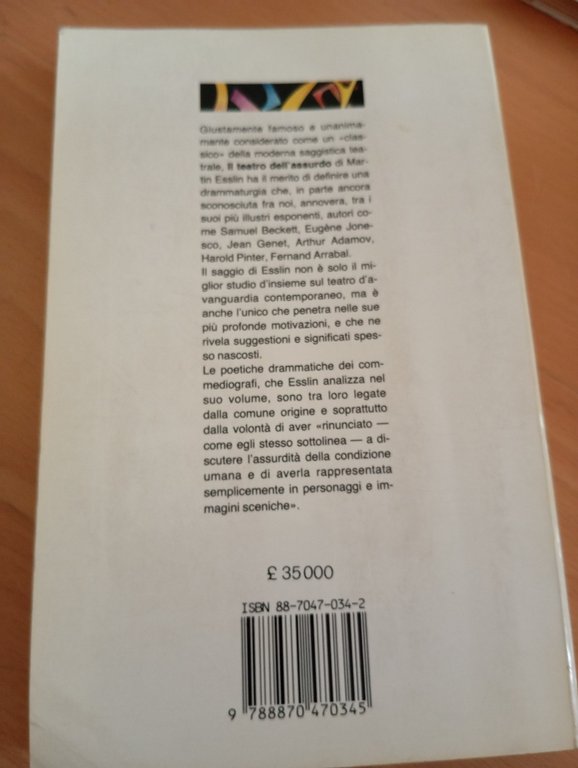 Giustamente famoso e unanima-
mente considerato come un «clas-
sico» della moderna saggistica tea-
trale, Il teatro dell'assurdo di Mar-
tin Esslin ha il merito di definire una
drammaturgia che, in parte ancora
sconosciuta fra noi, annovera, tra i
suoi più illustri esponenti, autori co-
me Samuel Beckett, Eugène Jone-
sco, Jean Genet, Arthur Adamov,
Harold Pinter, Fernand Arrabal.
Il saggio di Esslin non è solo il mi-
glior studio d'insieme sul teatro d'a-
vanguardia contemporaneo, ma è
anche l'unico che penetra nelle sue
più profonde motivazioni, e che ne
rivela suggestioni e significati spes-
so nascosti.
Le poetiche drammatiche dei com-
mediografi, che Esslin analizza nel
suo volume, sono tra loro legate
dalla comune origine e soprattutto
dalla volontà di aver «rinunciato —
come egli stesso sottolinea — a di-
scutere l'assurdità della condizione
umana e di averla rappresentata
semplicemente in personaggi e im-
magini sceniche».
£ 35000
ISBN 88-7047-034-2
9 788870 470345